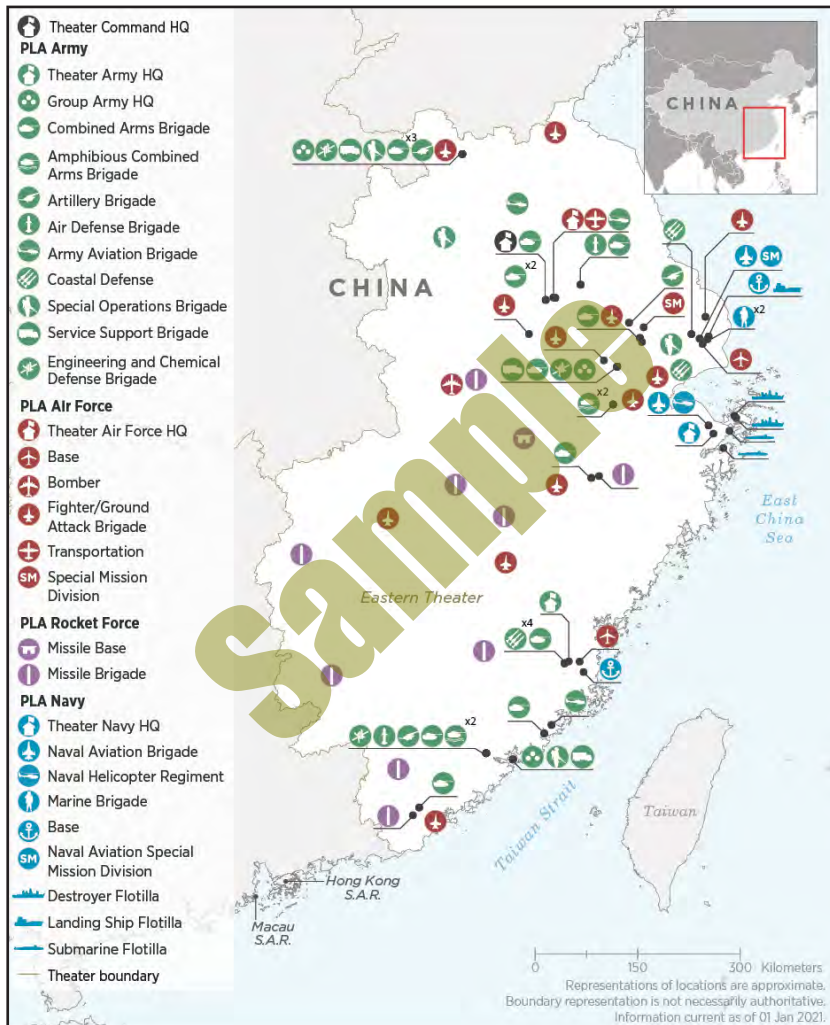 Theater Command HQ
PLA Army
Theater Army HQ
Group Army HQ
Combined Arms Brigade
Amphibious Combined
Arms Brigade
Artillery Brigade
Air Defense Brigade
Army Aviation Brigade
Coastal Defense
Special Operations Brigade
Service Support Brigade
Engineering and Chemical
Defense Brigade
PLA Air Force
Theater Air Force HQ
Base
Bomber
Fighter/Ground
Attack Brigade
Transportation
SM
Special Mission
Division
PLA Rocket Force
Missile Base
Missile Brigade
PLA Navy
Theater Navy HQ
Naval Aviation Brigade
Naval Helicopter Regiment
Marine Brigade
Base
SM
Naval Aviation Special
Mission Division
Destroyer Flotilla
Landing Ship Flotilla
Submarine Flotilla
Theater boundary
CHINA
x3
CHINA
x2
SM
SM
x2
x2
East
China
Sea
Eastern Theater
x4
x2
Taiwan Strait
Taiwan
Hong Kong
S.A.R.
Macau
S.A.R.
Sample
0 150 300 Kilometers
Representations of locations are approximate.
Boundary representation is not necessarily authoritative.
Information current as of 01 Jan 2021.